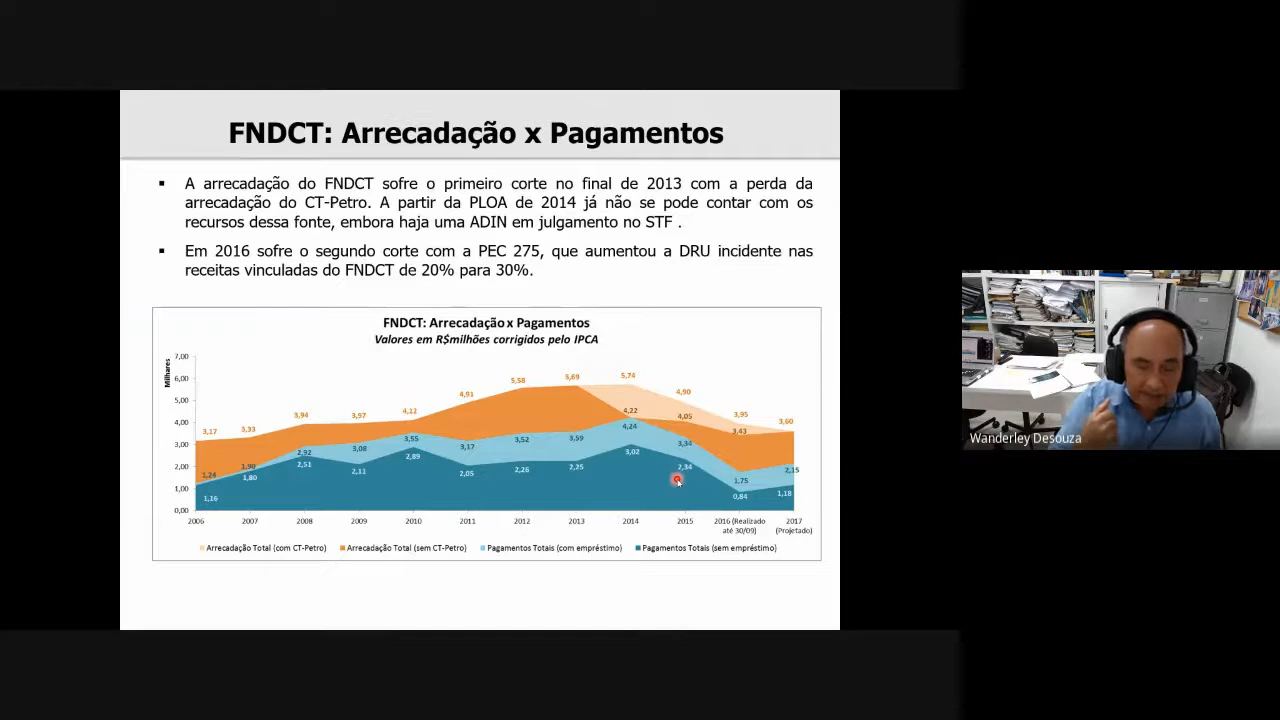 FNDCT: Arrecadação x Pagamentos
▪ A arrecadação do FNDCT sofre o primeiro corte no final de 2013 com a perda da
arrecadação do CT-Petro. A partir da PLOA de 2014 já não se pode contar com os
recursos dessa fonte, embora haja uma ADIN em julgamento no STF .
▪ Em 2016 sofre o segundo corte com a PEC 275, que aumentou a DRU incidente nas
receitas vinculadas do FNDCT de 20% para 30%.
FNDCT: Arrecadação x Pagamentos
Valores em R$milhões corrigidos pelo IPCA
Milhares
7,00
6,00
5,00
4,00
3,00
2,00
1,00
0,00
3,17 3,33 3,94 3,97 4,12 4,91 5,58 5,69 5,74 4,90 3,95 3,60
4,22 4,05 3,43
1,24 1,90 2,92 3,08 3,55 3,17 3,52 3,59 4,24 3,34 1,75 2,15
1,16 1,80 2,51 2,11 2,89 2,05 2,26 2,25 3,02 2,34 0,84 1,18
2006 2007 2008 2009 2010 2011 2012 2013 2014 2015 2016 (Realizado 2017
até 30/09) (Projetado)
Arrecadação Total (com CT-Petro) Arrecadação Total (sem CT-Petro) Pagamentos Totais (com empréstimo) Pagamentos Totais (sem empréstimo)
Wanderley Desouza